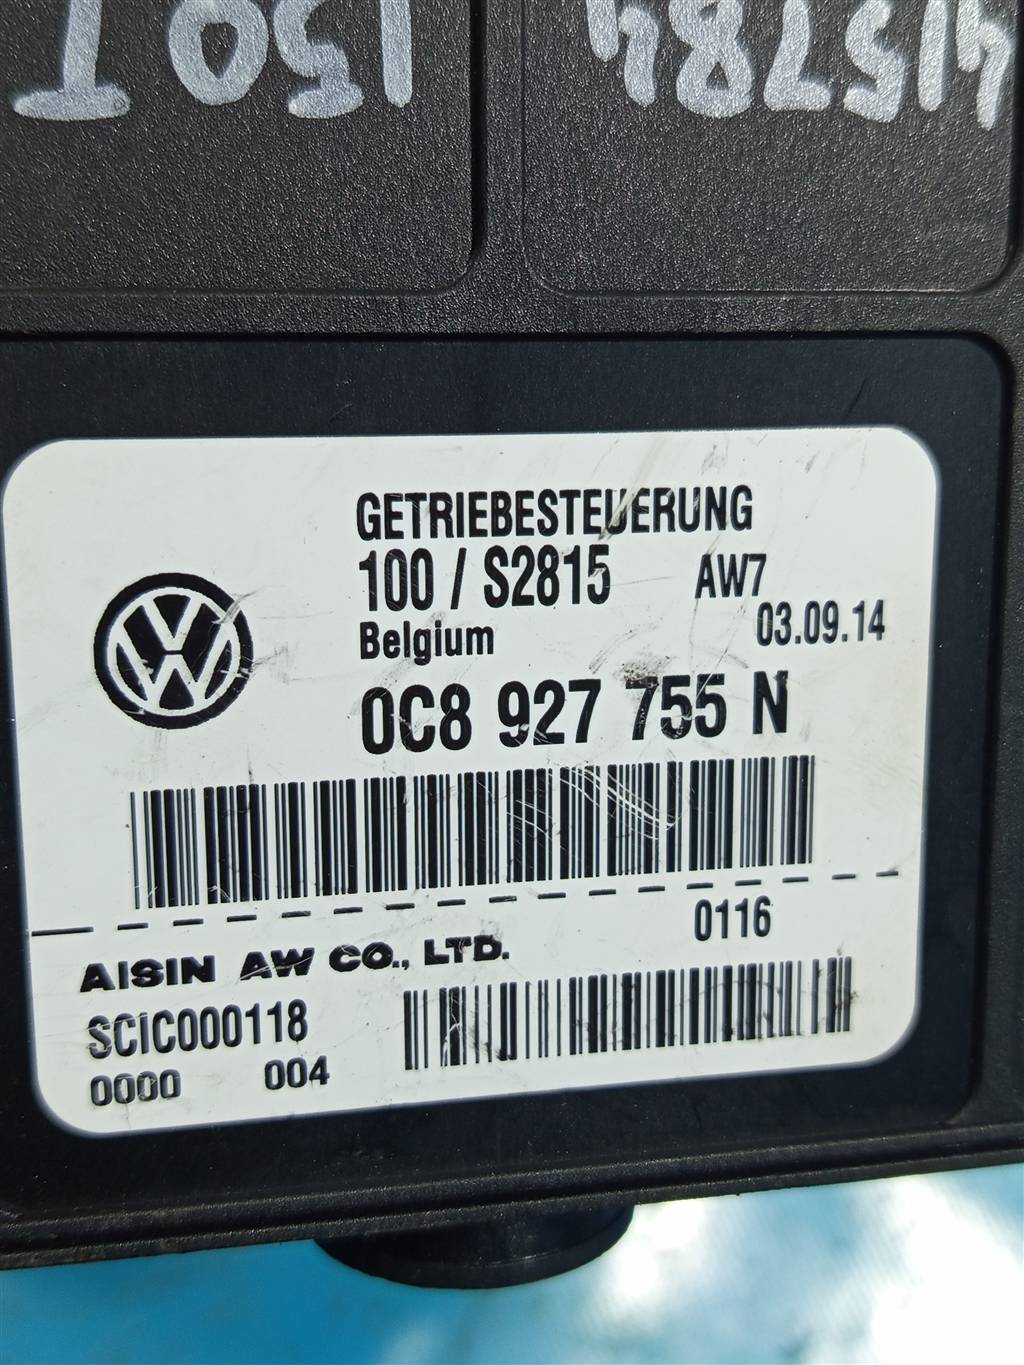 GETRIEBESTEUERUNG
100 / S2815 AW7
Belgium 03.09.14
0C8 927 755 N
0116
AISIN AW CO., LTD.
SCIC000118
0000 004